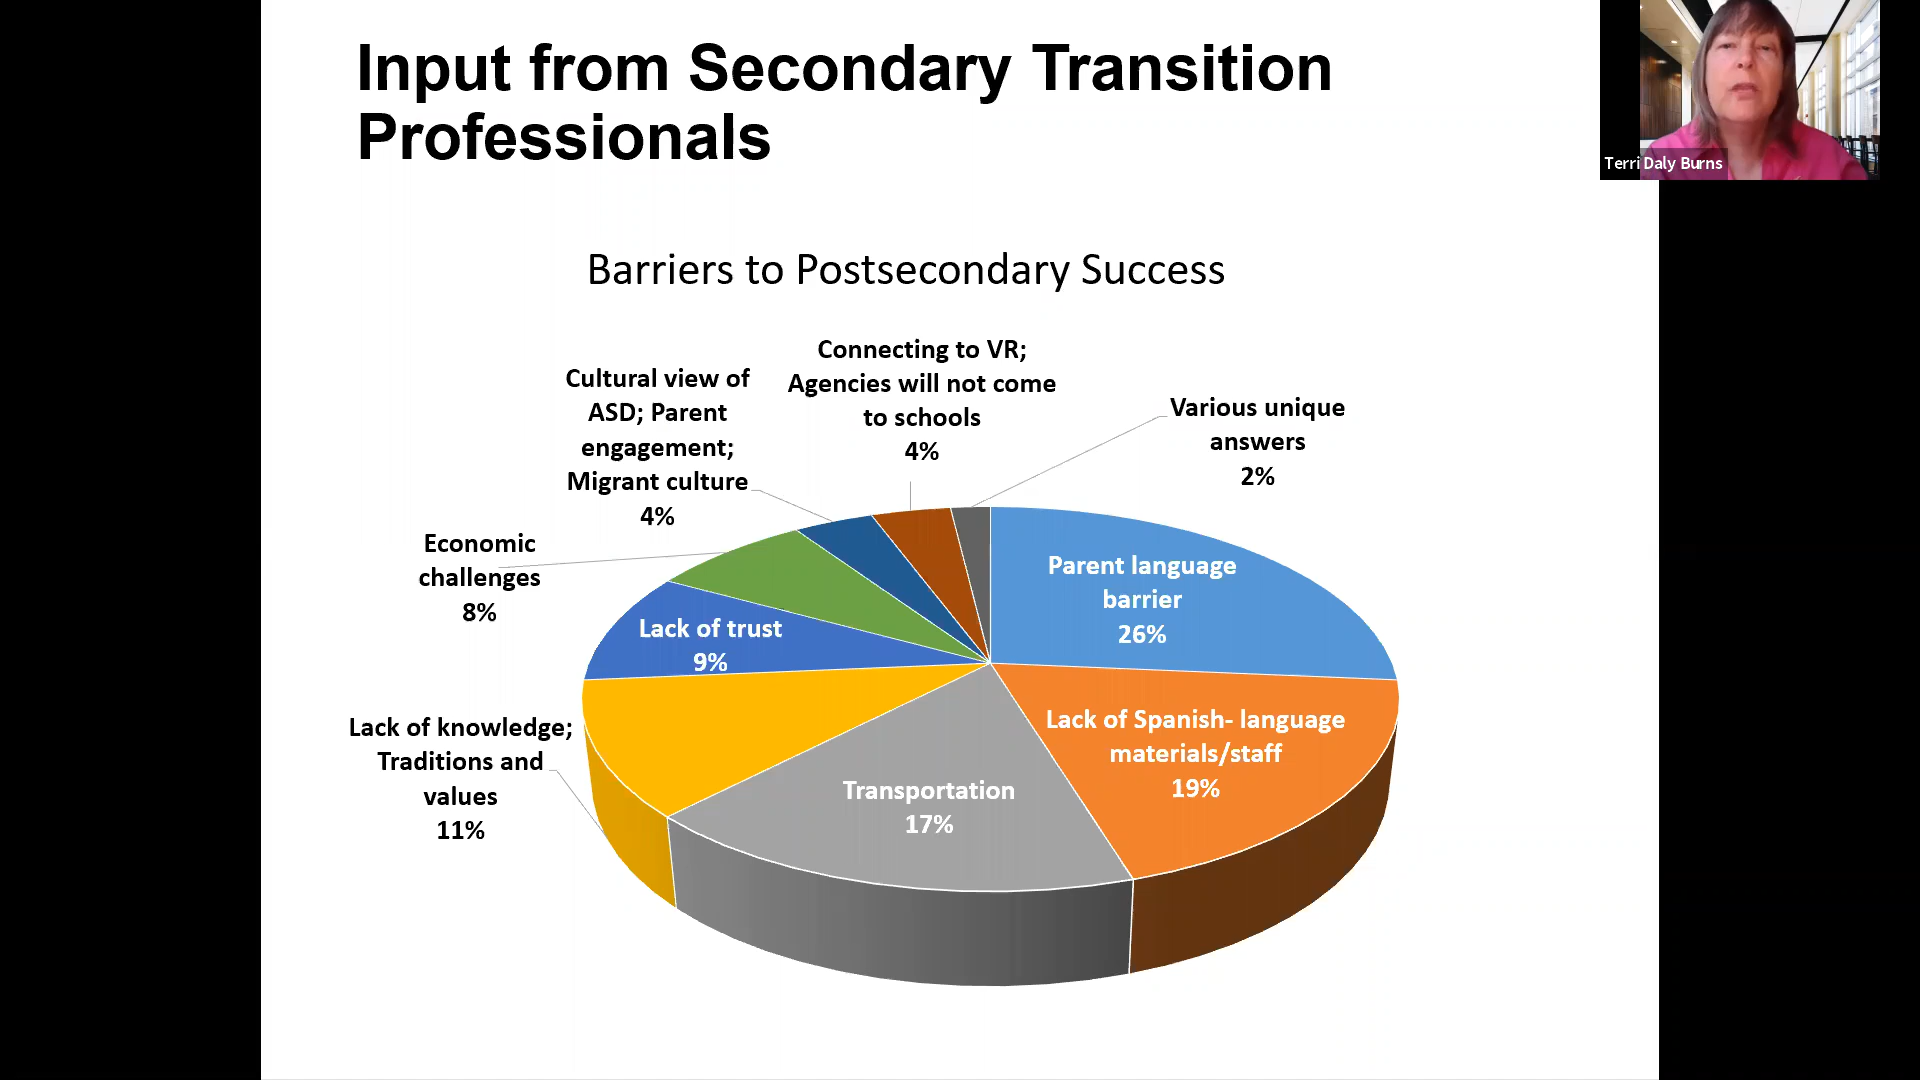 Input from Secondary Transition
Professionals
Terri Daly Burns
Barriers to Postsecondary Success
Connecting to VR;
Agencies will not come
to schools
4%
Cultural view of
ASD; Parent
engagement;
Migrant culture
4%
Various unique
answers
2%
Economic
challenges
8%
Parent language
barrier
26%
Lack of trust
9%
Lack of Spanish- language
materials/staff
19%
Lack of knowledge;
Traditions and
values
11%
Transportation
17%